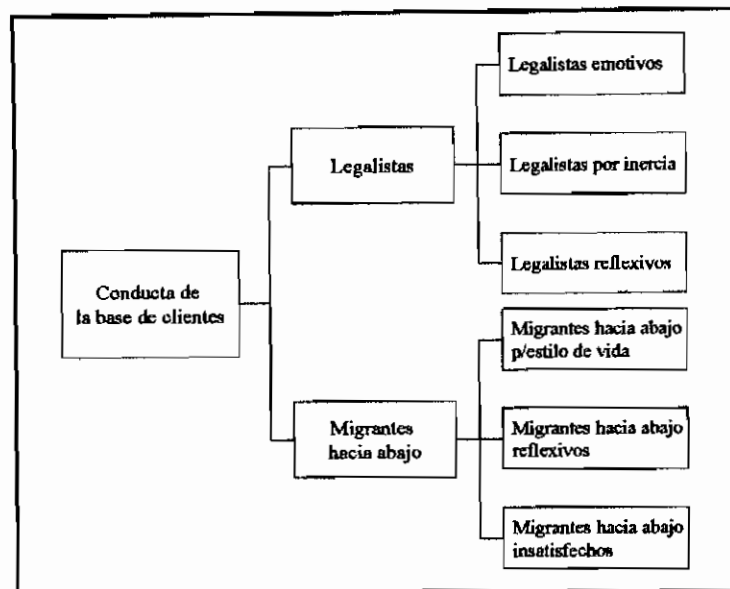 Legalistas emotivos
Legalistas
Legalistas por inercia
Legalistas reflexivos
Conducta de
la base de clientes
Migrantes hacia abajo
p/estilo de vida
Migrantes
hacia abajo
Migrantes hacia abajo
reflexivos
Migrantes hacia abajo
insatisfechos